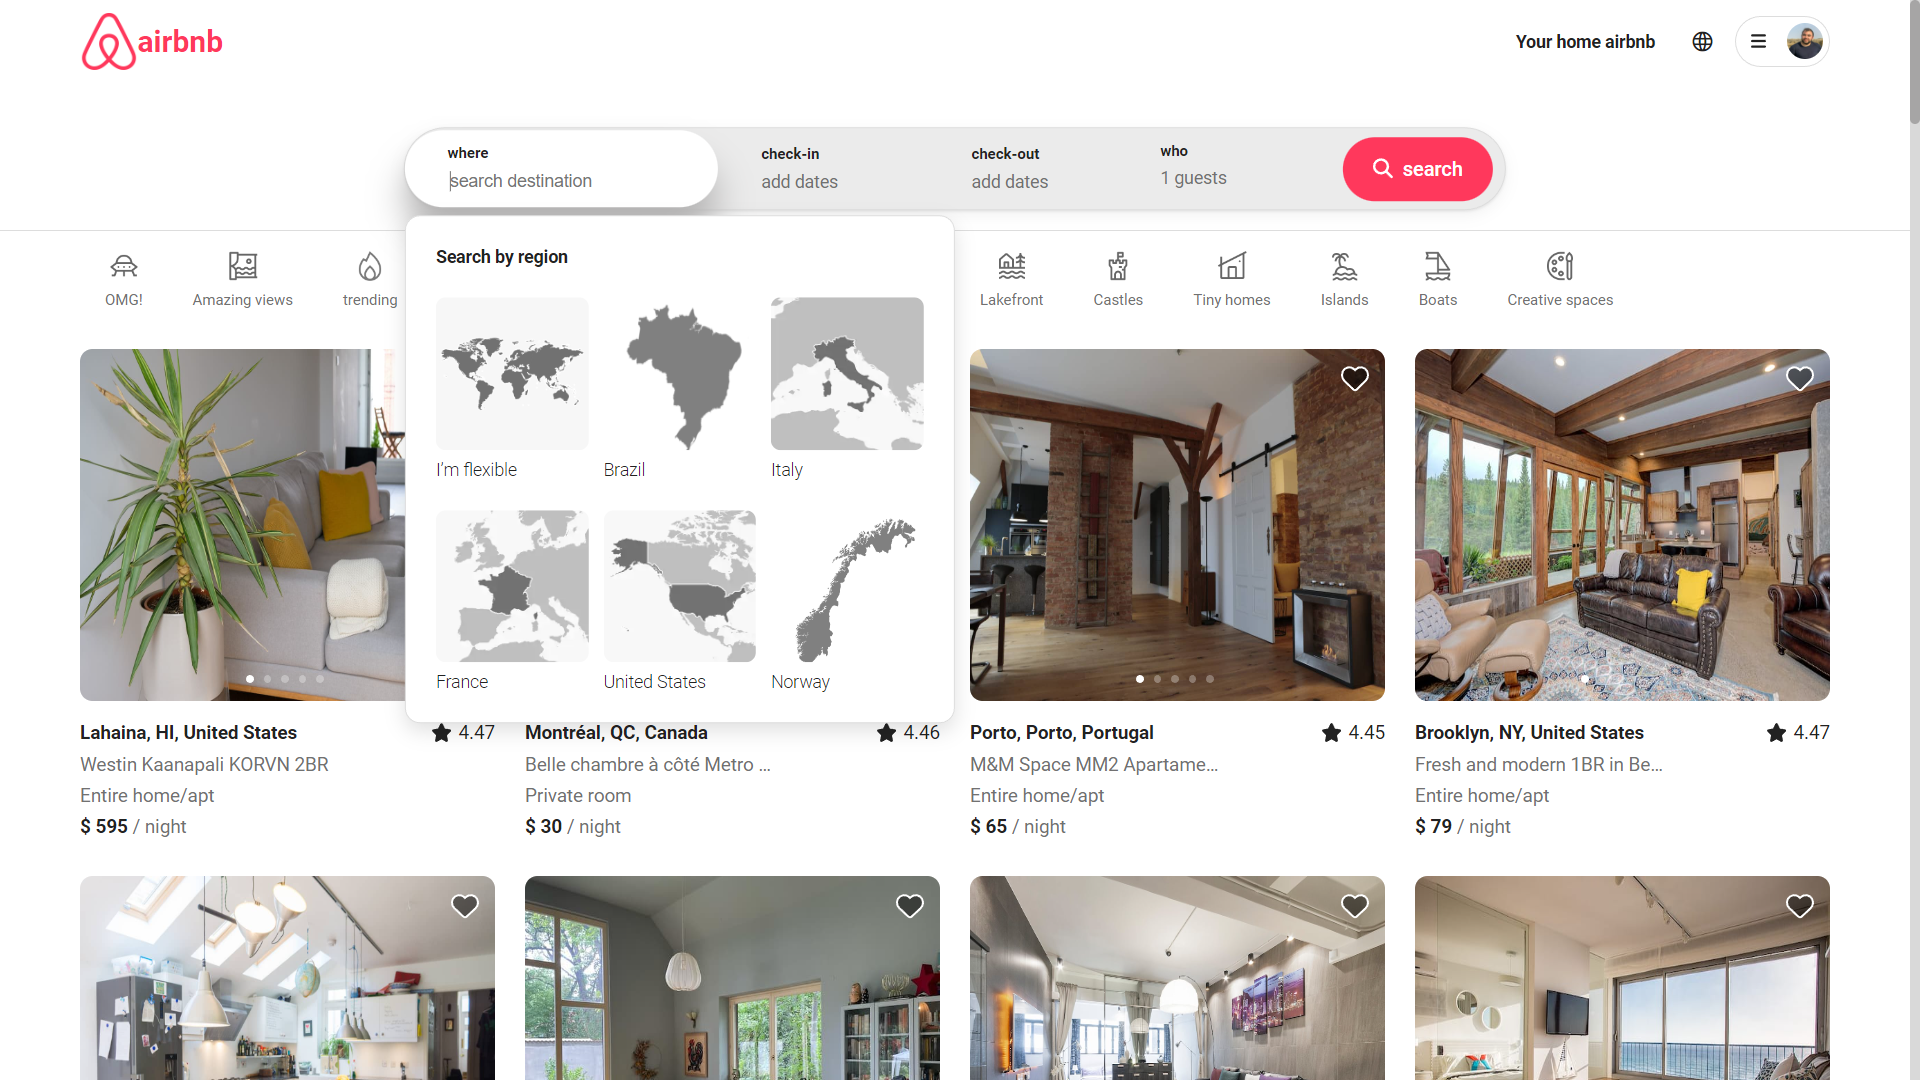 airbnb
Your home airbnb
where
search destination
check-in
add dates
check-out
add dates
who
1 guests
search
Search by region
I'm flexible
Brazil
Italy
France
United States
Norway
OMG!
Amazing views
trending
Lakefront
Castles
Tiny homes
Islands
Boats
Creative spaces
Lahaina, HI, United States
4.47
Westin Kaanapali KORVN 2BR
Entire home/apt
$ 595 / night
Montréal, QC, Canada
4.46
Belle chambre à côté Metro ...
Private room
$ 30 / night
Porto, Porto, Portugal
4.45
M&M Space MM2 Apartame...
Entire home/apt
$ 65 / night
Brooklyn, NY, United States
4.47
Fresh and modern 1BR in Be...
Entire home/apt
$ 79 / night